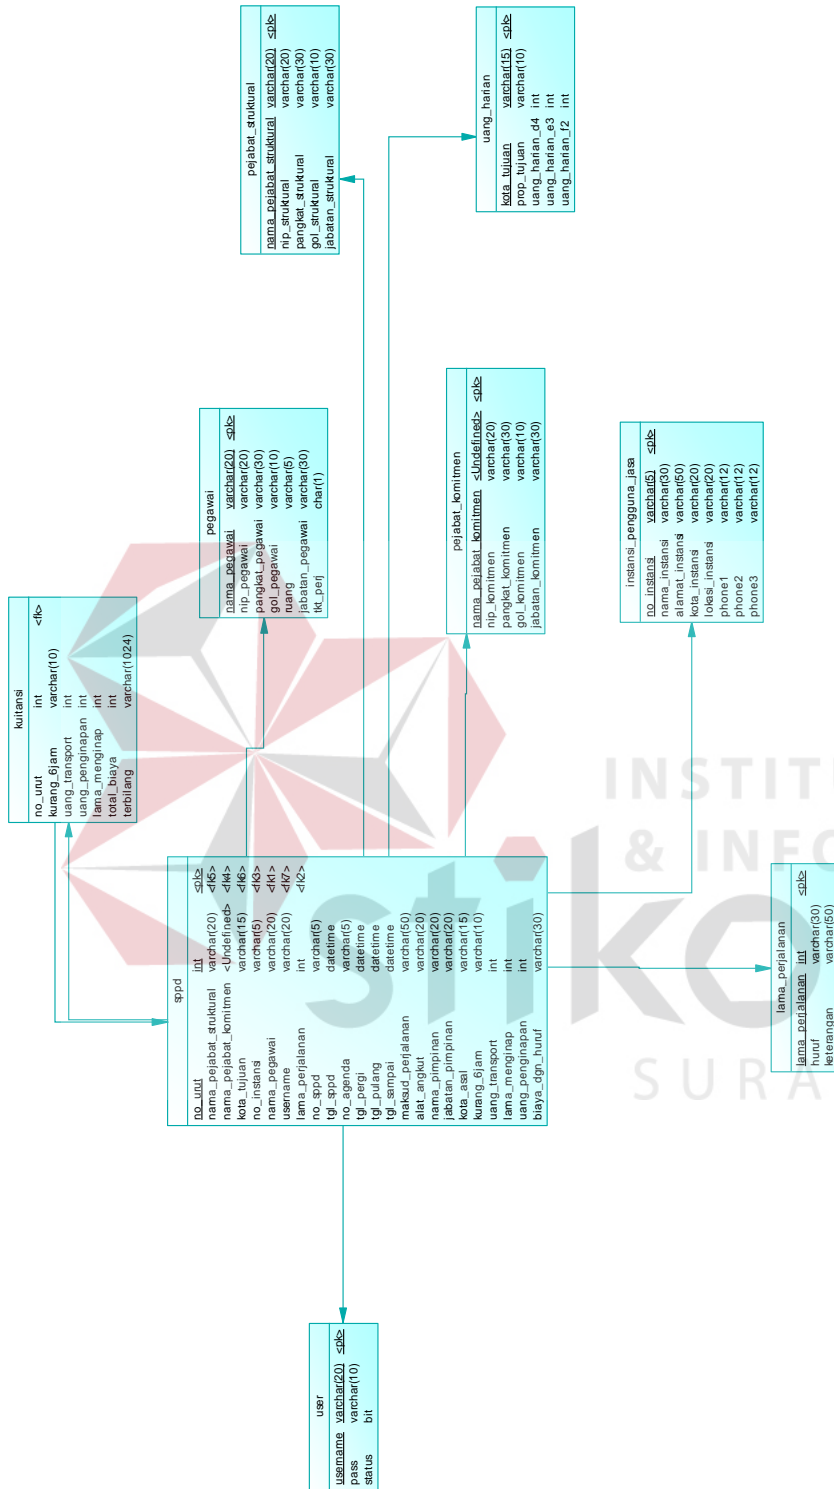 pejabat_struktural
nama_pejabat_struktural varchar(20) <pk>
nip_struktural varchar(20)
pangkat_struktural varchar(30)
gol_struktural varchar(10)
jabatan_struktural varchar(30)
uang_harian
kota_tujuan varchar(15) <pk>
prop_tujuan varchar(10)
uang_harian_d4 int
uang_harian_e3 int
uang_harian_f2 int
pegawai
nama_pegawai varchar(20) <pk>
nip_pegawai varchar(20)
pangkat_pegawai varchar(30)
gol_pegawai varchar(10)
ruang varchar(5)
jabatan_pegawai varchar(30)
tkt_perj char(1)
pejabat_komitmen
nama_pejabat_komitmen <Undefined> <pk>
nip_komitmen varchar(20)
pangkat_komitmen varchar(30)
gol_komitmen varchar(10)
jabatan_komitmen varchar(30)
instansi_pengguna_jasa
no_instansi varchar(5) <pk>
nama_instansi varchar(30)
alamat_instansi varchar(50)
kota_instansi varchar(20)
lokasi_instansi varchar(20)
phone1 varchar(12)
phone2 varchar(12)
phone3 varchar(12)
kuitansi
no_urut int <fk>
kurang_6jam varchar(10)
uang_transport int
uang_penginapan int
lama_menginap int
total_biaya int
terbilang varchar(1024)
sppd
no_urut int <pk>
nama_pejabat_struktural varchar(20) <fk5>
nama_pejabat_komitmen <Undefined> <fk4>
kota_tujuan varchar(15) <fk6>
no_instansi varchar(5) <fk3>
nama_pegawai varchar(20) <fk1>
username varchar(20) <fk7>
lama_perjalanan int <fk2>
no_sppd varchar(5)
tgl_sppd datetime
no_agenda varchar(5)
tgl_pergi datetime
tgl_pulang datetime
tgl_sampai datetime
maksud_perjalanan varchar(50)
alat_angkut varchar(20)
nama_pimpinan varchar(20)
jabatan_pimpinan varchar(20)
kota_asal varchar(15)
kurang_6jam varchar(10)
uang_transport int
lama_menginap int
uang_penginapan int
biaya_dgn_huruf varchar(30)
lama_perjalanan
lama_perjalanan int <pk>
huruf varchar(30)
keterangan varchar(50)
user
username varchar(20) <pk>
pass varchar(10)
status bit
INSTITU
& INFO
stiko
SURA